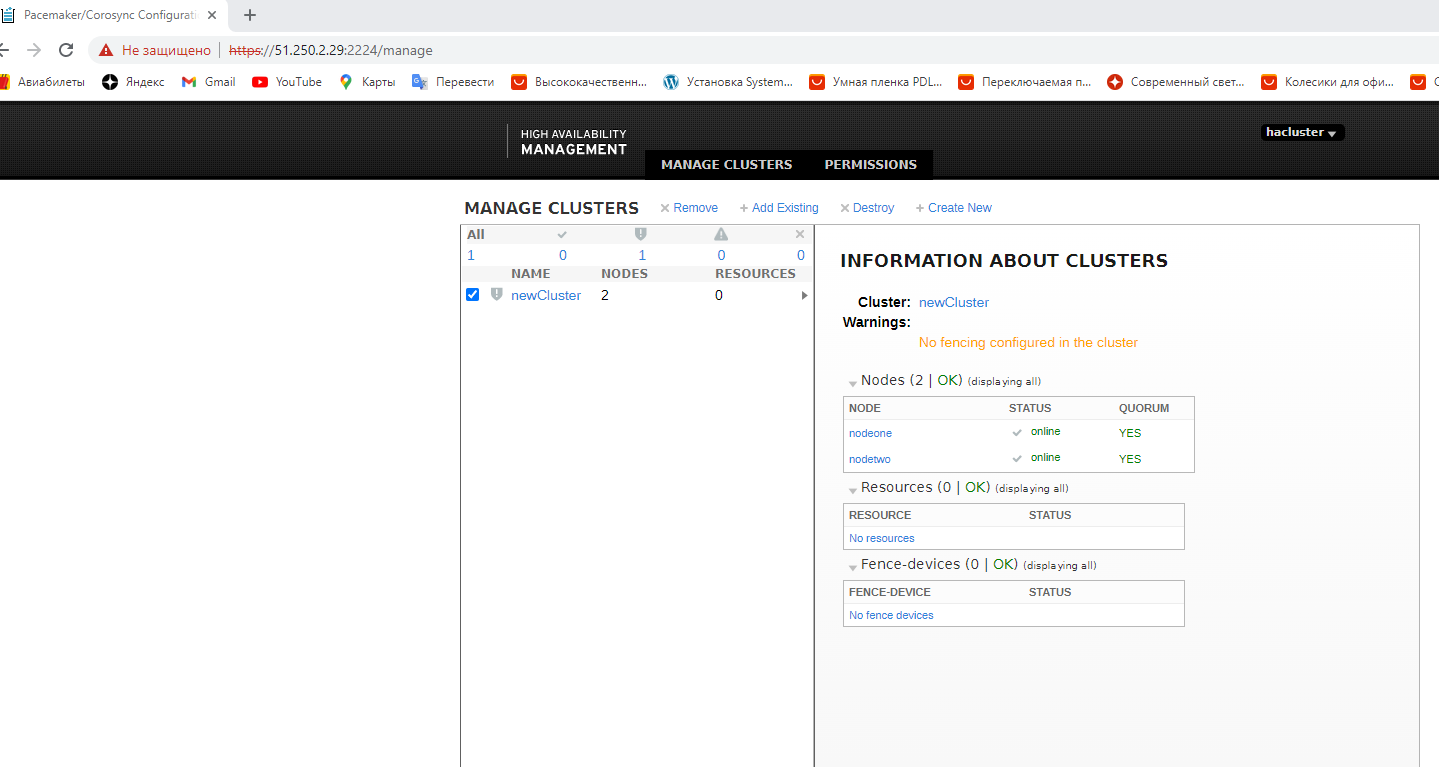 Pacemaker/Corosync Configurati
Не защищено https://51.250.2.29:2224/manage
Авиабилеты Яндекс Gmail YouTube Карты Перевести Высококачественн... Установка System... Умная пленка PDL... Переключаемая п... Современный свет... Колесики для офи...
HIGH AVAILABILITY
MANAGEMENT
hacluster
MANAGE CLUSTERS PERMISSIONS
MANAGE CLUSTERS Remove Add Existing Destroy Create New
All
1 0 1 0 0
NAME NODES RESOURCES
newCluster 2 0
INFORMATION ABOUT CLUSTERS
Cluster: newCluster
Warnings:
No fencing configured in the cluster
Nodes (2 | OK) (displaying all)
NODE STATUS QUORUM
nodeone online YES
nodetwo online YES
Resources (0 | OK) (displaying all)
RESOURCE STATUS
No resources
Fence-devices (0 | OK) (displaying all)
FENCE-DEVICE STATUS
No fence devices